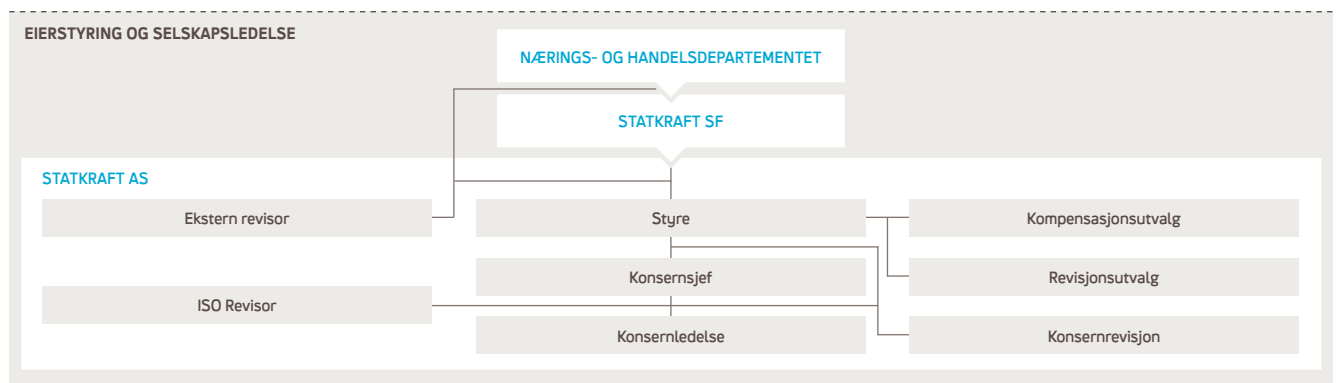 EIERSTYRING OG SELSKAPSLEDELSE
NÆRINGS- OG HANDELSDEPARTEMENTET
STATKRAFT SF
STATKRAFT AS
Ekstern revisor
Styre
Kompensasjonsutvalg
Konsernsjef
Revisjonsutvalg
ISO Revisor
Konsernledelse
Konsernrevisjon